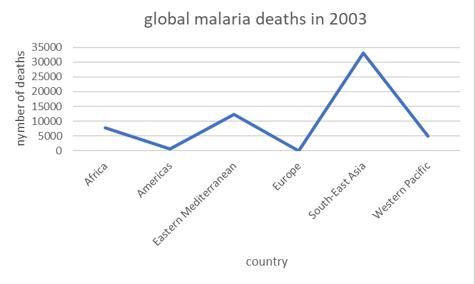 global malaria deaths in 2003
nymber of deaths
35000
30000
25000
20000
15000
10000
5000
0
Africa
Americas
Eastern Mediterranean
Europe
South-East Asia
Western Pacific
country